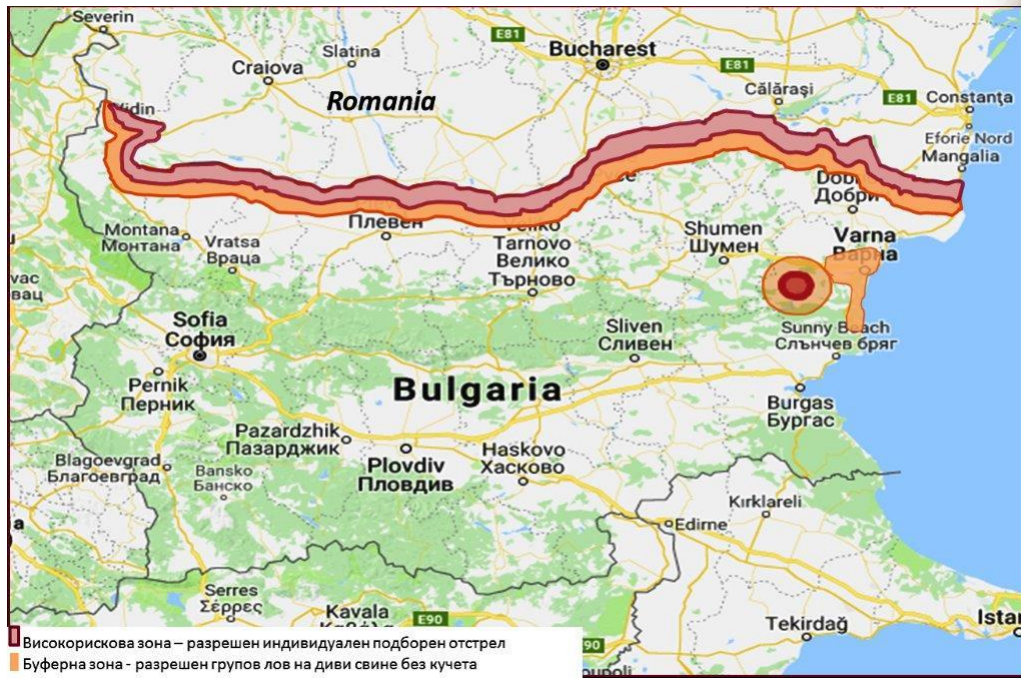 Severin
Craiova
Slatina
E81
Bucharest
E81
Călărași
E81
Constanța
Eforie Nord
Mangalia
Romania
Montana
Монтана
Vratsa
Враца
Плевен
Tarnovo
Велико
Търново
Shumen
Шумен
Добри
Varna
Варна
Sofia
София
Sliven
Сливен
Sunny Beach
Слънчев бряг
Pernik
Перник
Bulgaria
Burgas
Бургас
Pazardzhik
Пазарджик
Plovdiv
Пловдив
Haskovo
Хасково
Blagoevgrad
Благоевград
Bansko
Банско
Kırklareli
Edirne
Serres
Σέρρες
Kavala
E90
Tekirdağ
Istan
Високорискова зона – разрешен индивидуален подборен отстрел
Буферна зона - разрешен групов лов на диви свине без кучета